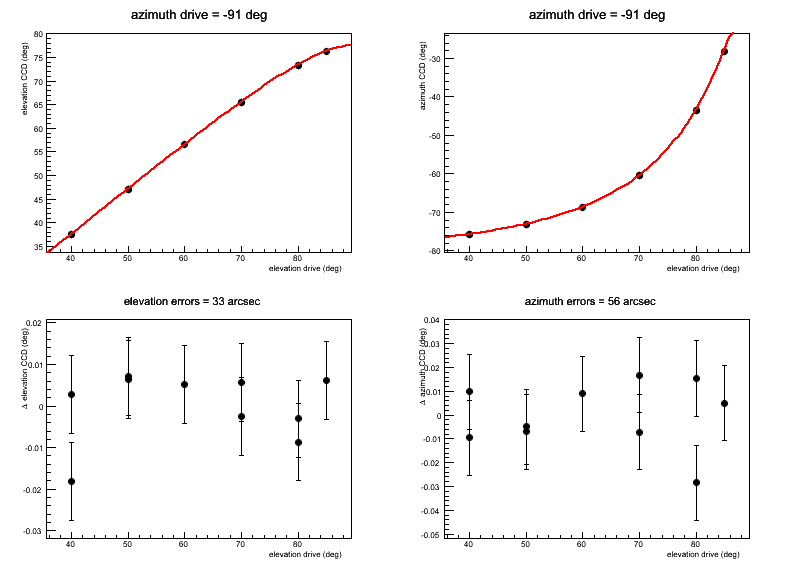 azimuth drive = -91 deg
elevation CCD (deg)
80
75
70
65
60
55
50
45
40
35
40 50 60 70 80
elevation drive (deg)
azimuth drive = -91 deg
azimuth CCD (deg)
-30
-40
-50
-60
-70
-80
40 50 60 70 80
elevation drive (deg)
elevation errors = 33 arcsec
Δ elevation CCD (deg)
0.02
0.01
0
-0.01
-0.02
-0.03
40 50 60 70 80
elevation drive (deg)
azimuth errors = 56 arcsec
Δ azimuth CCD (deg)
0.04
0.03
0.02
0.01
0
-0.01
-0.02
-0.03
-0.04
-0.05
40 50 60 70 80
elevation drive (deg)